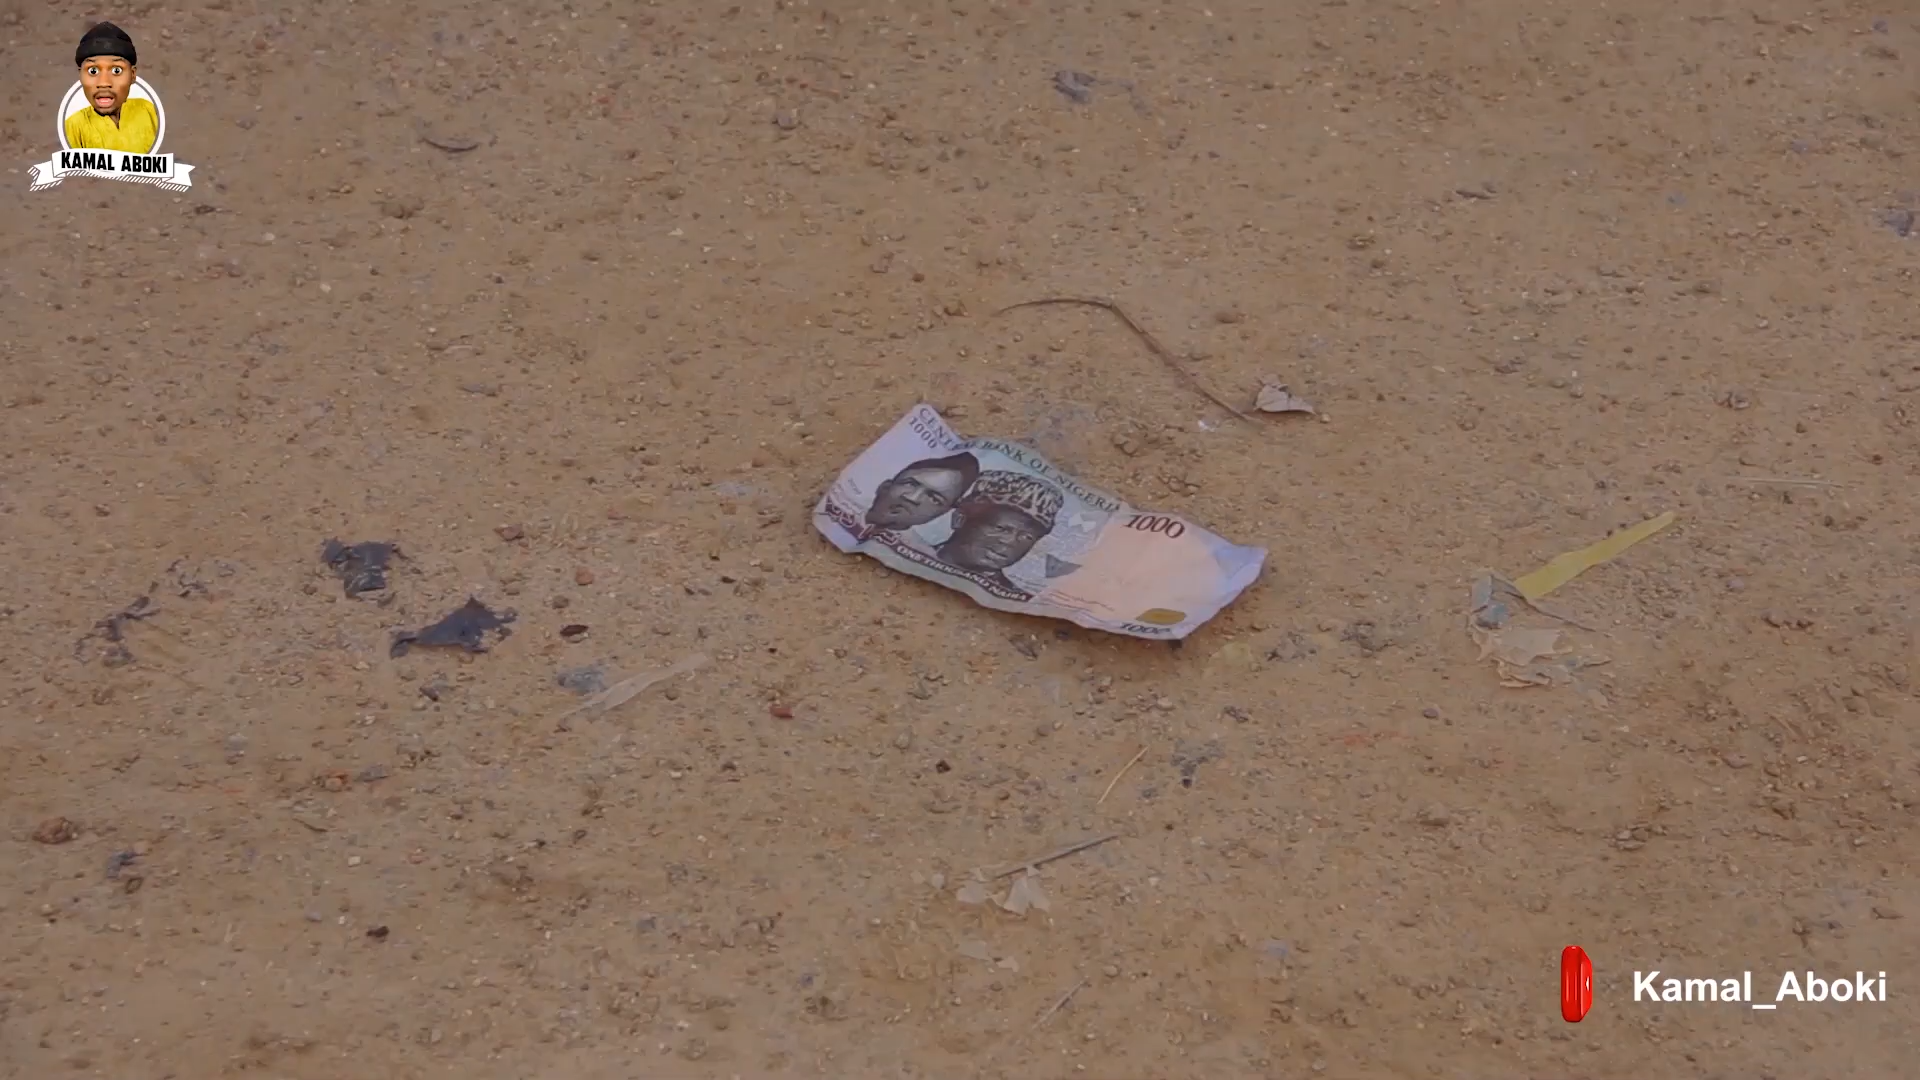 KAMAL ABOKI
CENTRAL BANK OF NIGERIA
1000
1000
ONE THOUSAND NAIRA
1000
Kamal_Aboki